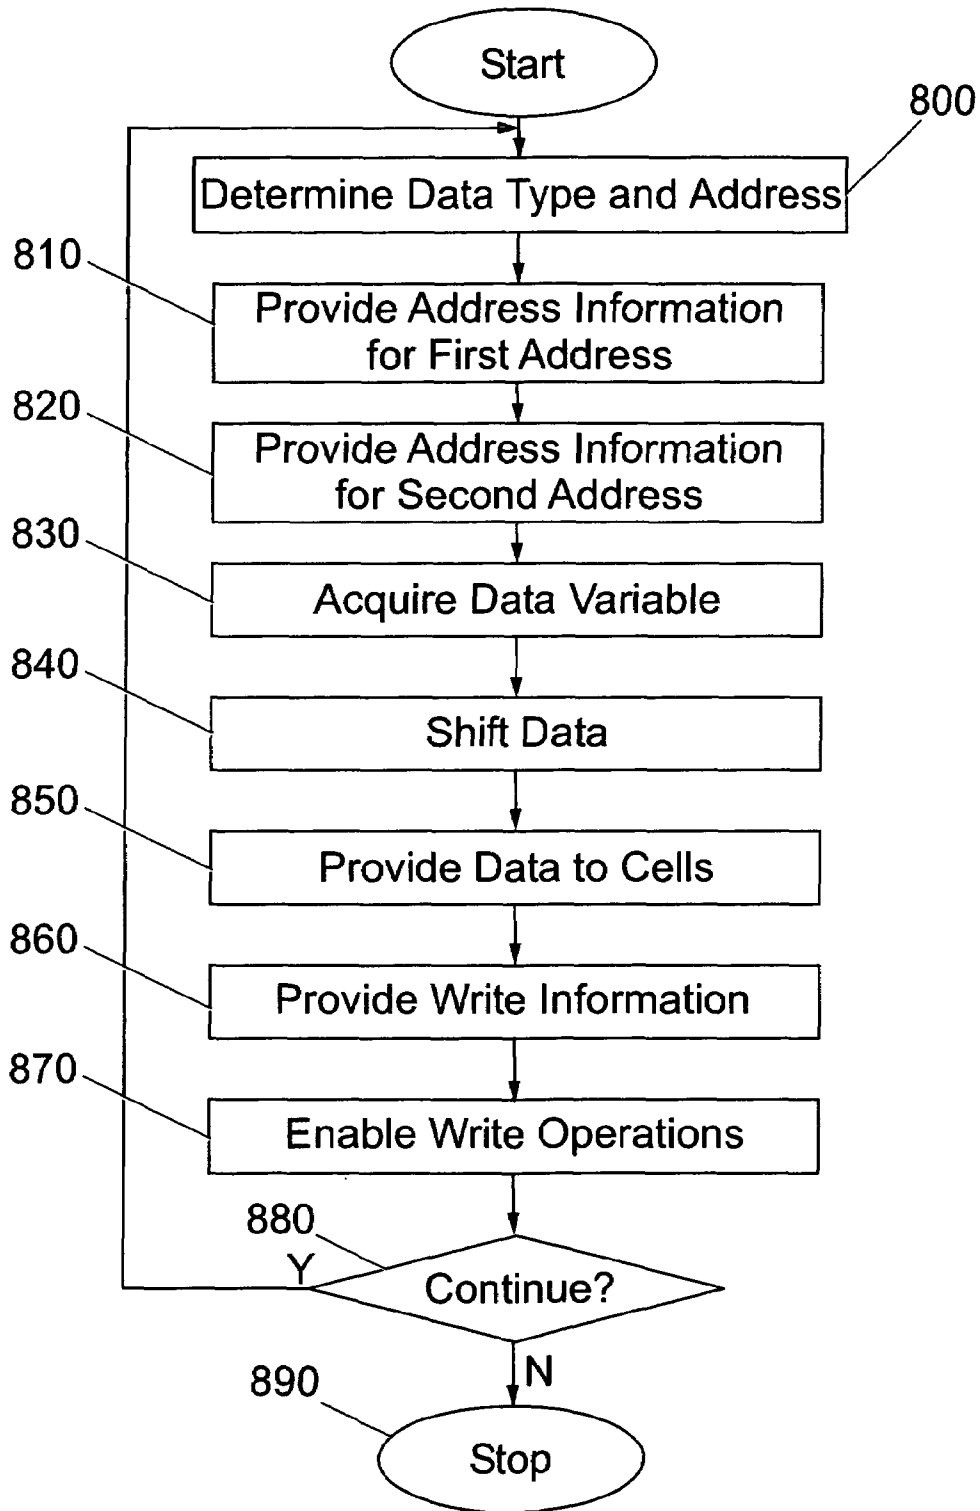 Start
800
Determine Data Type and Address
810
Provide Address Information
for First Address
820
Provide Address Information
for Second Address
830
Acquire Data Variable
840
Shift Data
850
Provide Data to Cells
860
Provide Write Information
870
Enable Write Operations
880
Y
Continue?
N
890
Stop